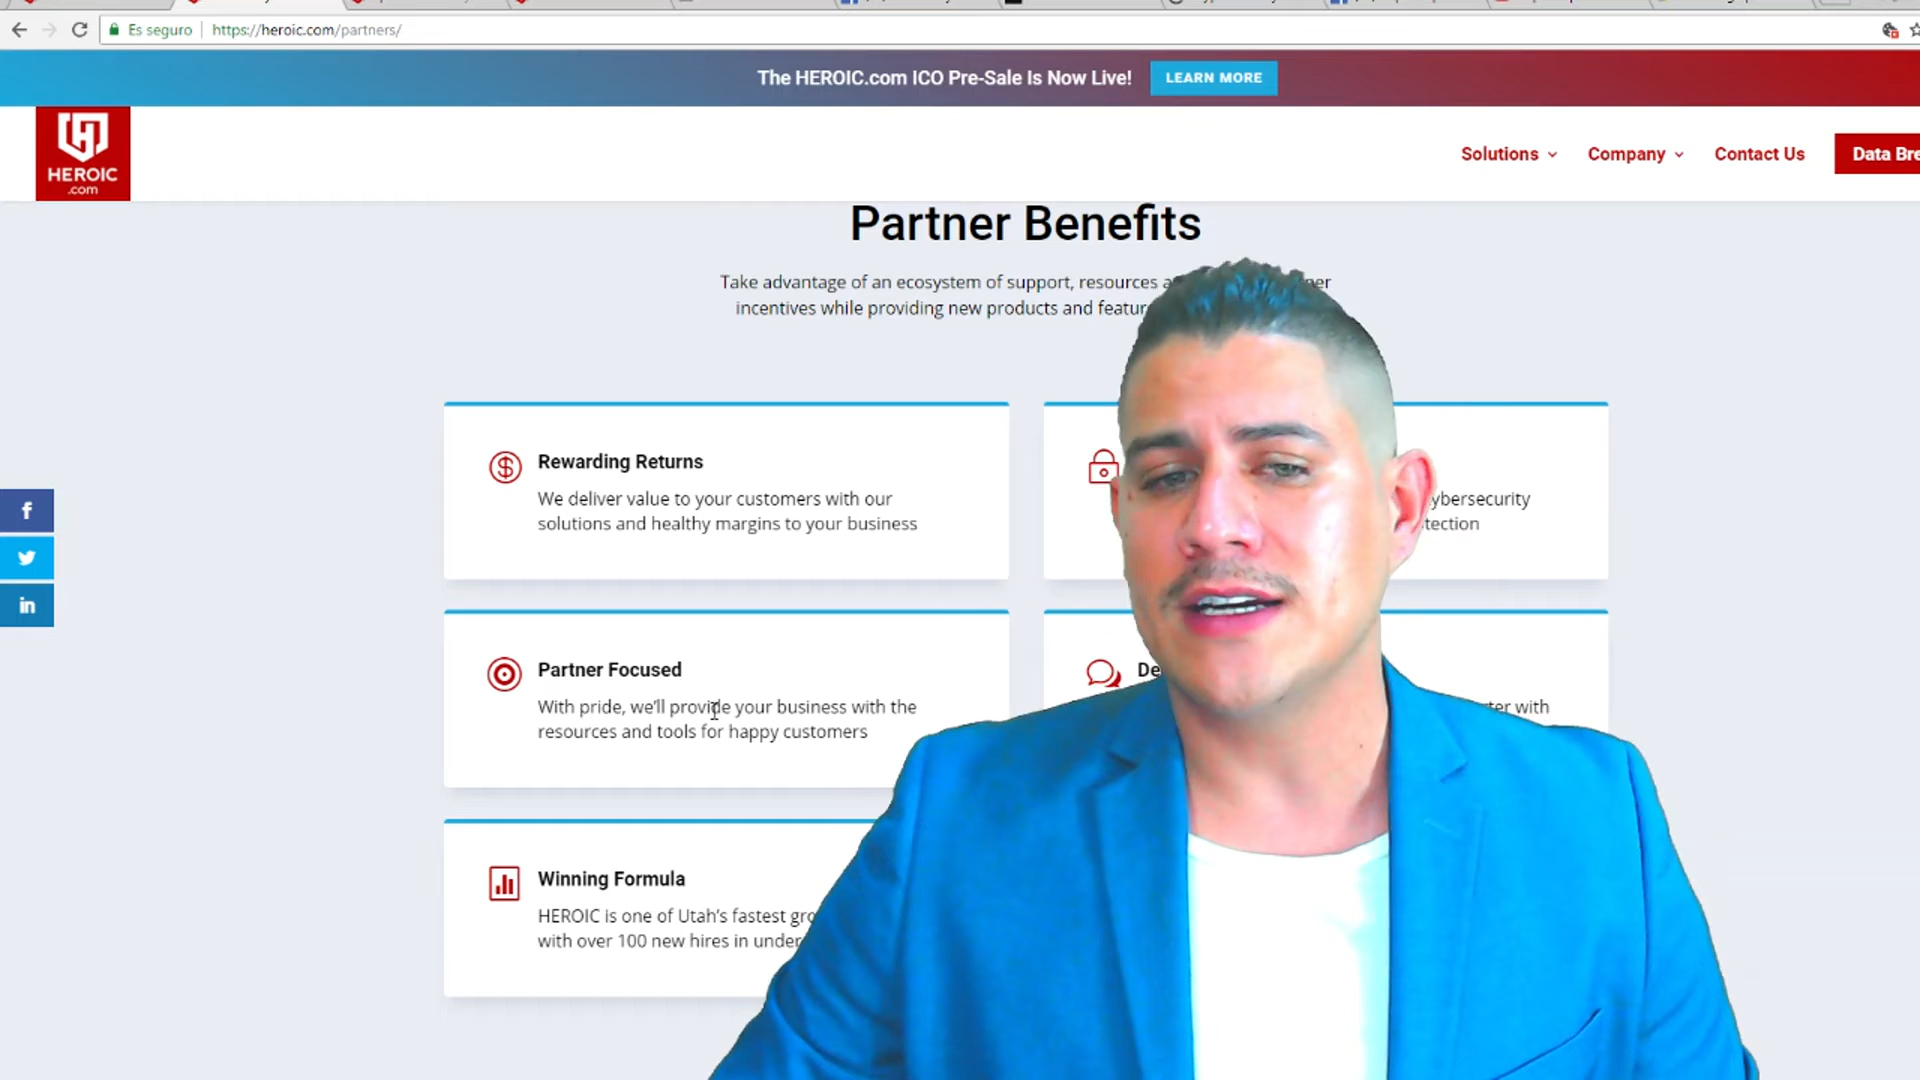 Es seguro
https://heroic.com/partners/
The HEROIC.com ICO Pre-Sale Is Now Live!
LEARN MORE
HEROIC
.com
Solutions
Company
Contact Us
Data Bre
Partner Benefits
Take advantage of an ecosystem of support, resources
incentives while providing new products and featur
Rewarding Returns
We deliver value to your customers with our
solutions and healthy margins to your business
ybersecurity
tection
f
in
Partner Focused
With pride, we'll provide your business with the
resources and tools for happy customers
De
ter with
Winning Formula
HEROIC is one of Utah's fastest gro
with over 100 new hires in under